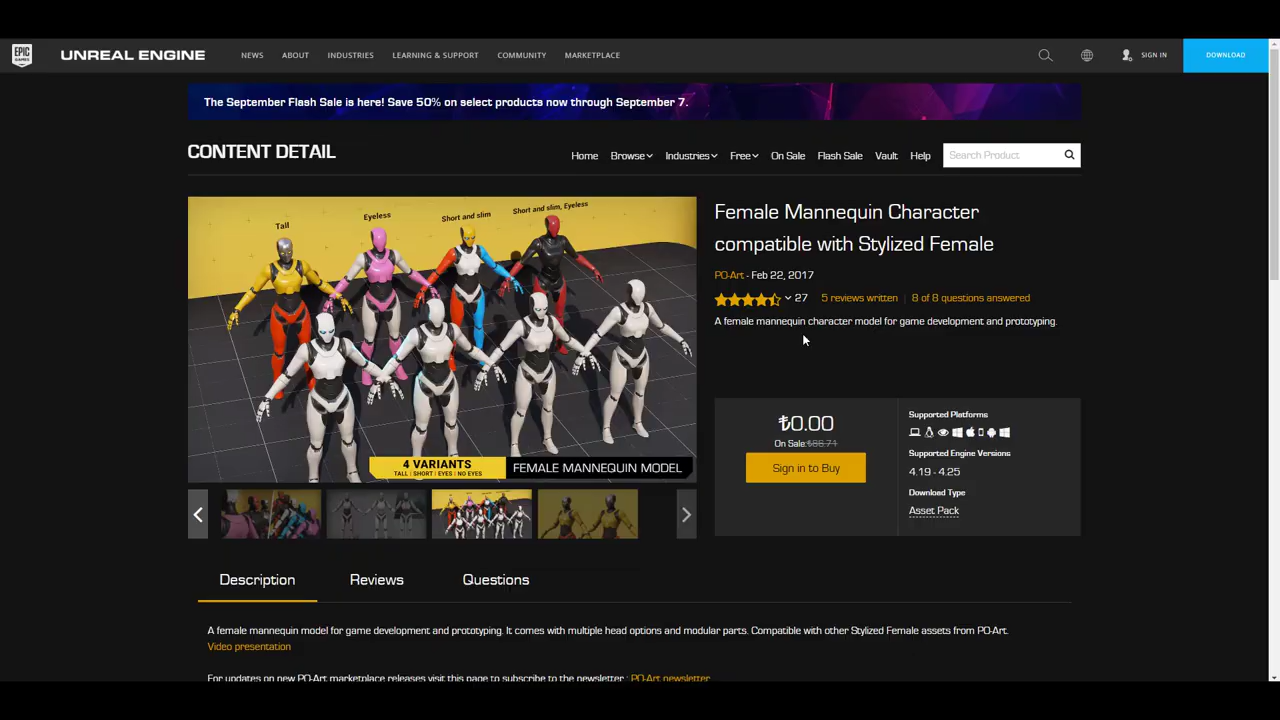 EPIC GAMES
UNREAL ENGINE
NEWS
ABOUT
INDUSTRIES
LEARNING & SUPPORT
COMMUNITY
MARKETPLACE
SIGN IN
DOWNLOAD
The September Flash Sale is here! Save 50% on select products now through September 7.
CONTENT DETAIL
Home
Browse
Industries
Free
On Sale
Flash Sale
Vault
Help
Search Product
Tall
Eyeless
Short and slim
Short and slim, Eyeless
4 VARIANTS
TALL | SHORT | EYES | NO EYES
FEMALE MANNEQUIN MODEL
Female Mannequin Character
compatible with Stylized Female
PO-Art - Feb 22, 2017
27
5 reviews written | 8 of 8 questions answered
A female mannequin character model for game development and prototyping.
₺0.00
On Sale: ₺86.71
Sign in to Buy
Supported Platforms
Supported Engine Versions
4.19 - 4.25
Download Type
Asset Pack
Description
Reviews
Questions
A female mannequin model for game development and prototyping. It comes with multiple head options and modular parts. Compatible with other Stylized Female assets from PO-Art.
Video presentation
For updates on new PO-Art marketplace releases visit this page to subscribe to the newsletter : PO-Art newsletter